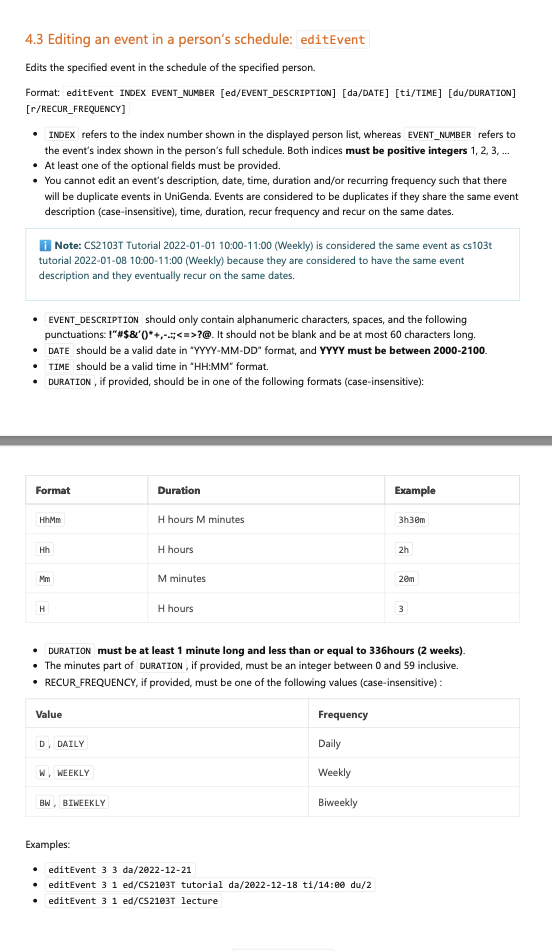 4.3 Editing an event in a person's schedule: editEvent
Edits the specified event in the schedule of the specified person.
Format: editEvent INDEX EVENT_NUMBER [ed/EVENT_DESCRIPTION] [da/DATE] [ti/TIME] [du/DURATION]
[r/RECUR_FREQUENCY]
• INDEX refers to the index number shown in the displayed person list, whereas EVENT_NUMBER refers to
the event's index shown in the person's full schedule. Both indices must be positive integers 1, 2, 3, ...
• At least one of the optional fields must be provided.
• You cannot edit an event's description, date, time, duration and/or recurring frequency such that there
will be duplicate events in UniGenda. Events are considered to be duplicates if they share the same event
description (case-insensitive), time, duration, recur frequency and recur on the same dates.
ℹ️ Note: CS2103T Tutorial 2022-01-01 10:00-11:00 (Weekly) is considered the same event as cs103t
tutorial 2022-01-08 10:00-11:00 (Weekly) because they are considered to have the same event
description and they eventually recur on the same dates.
• EVENT_DESCRIPTION should only contain alphanumeric characters, spaces, and the following
punctuations: !"#$&'()*+,-.:;<=>?@. It should not be blank and be at most 60 characters long.
• DATE should be a valid date in "YYYY-MM-DD" format, and YYYY must be between 2000-2100.
• TIME should be a valid time in "HH:MM" format.
• DURATION , if provided, should be in one of the following formats (case-insensitive):
Format Duration Example
HhMm H hours M minutes 3h30m
Hh H hours 2h
Mm M minutes 20m
H H hours 3
• DURATION must be at least 1 minute long and less than or equal to 336hours (2 weeks).
• The minutes part of DURATION , if provided, must be an integer between 0 and 59 inclusive.
• RECUR_FREQUENCY, if provided, must be one of the following values (case-insensitive) :
Value Frequency
D , DAILY Daily
W , WEEKLY Weekly
BW , BIWEEKLY Biweekly
Examples:
• editEvent 3 3 da/2022-12-21
• editEvent 3 1 ed/CS2103T tutorial da/2022-12-18 ti/14:00 du/2
• editEvent 3 1 ed/CS2103T lecture